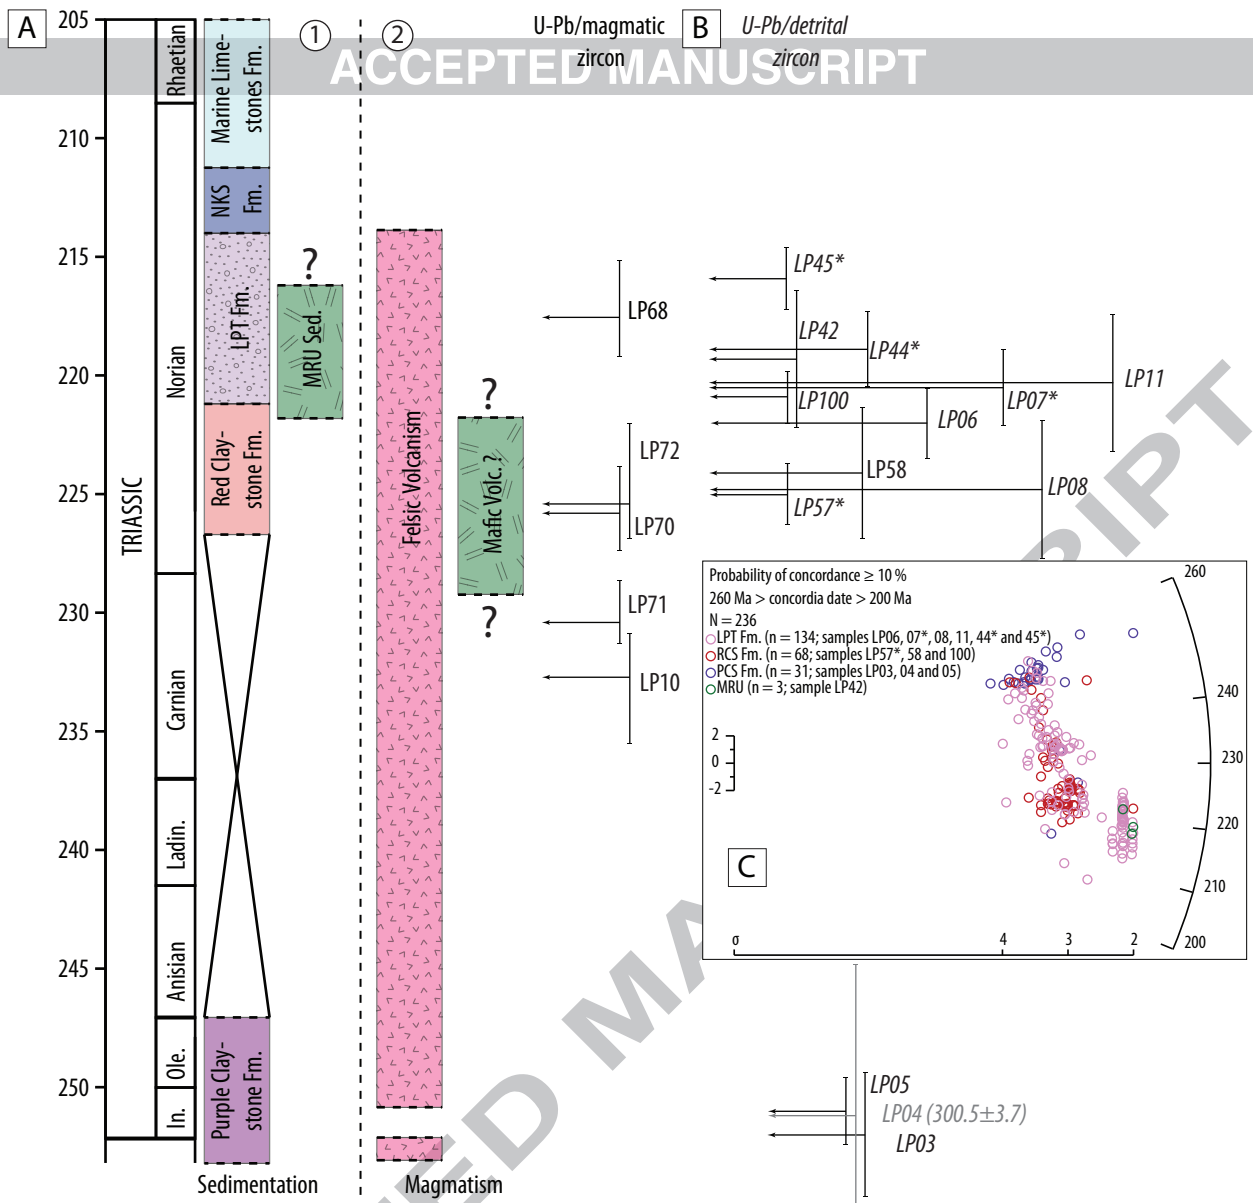 A
205
210
215
220
225
230
235
240
245
250
TRIASSIC
Rhaetian
Norian
Carnian
Ladin.
Anisian
Ole.
In.
Marine Lime-
stones Fm.
NKS
Fm.
LPT Fm.
Red Clay-
stone Fm.
Purple Clay-
stone Fm.
Sedimentation
1
?
MRU Sed.
2
Felsic Volcanism
?
Mafic Volc. ?
?
Magmatism
U-Pb/magmatic
zircon
B
U-Pb/detrital
zircon
ACCEPTED MANUSCRIPT
LP68
LP72
LP70
LP71
LP10
LP45*
LP42
LP44*
LP11
LP100
LP07*
LP06
LP58
LP08
LP57*
Probability of concordance ≥ 10 %
260 Ma > concordia date > 200 Ma
N = 236
LPT Fm. (n = 134; samples LP06, 07*, 08, 11, 44* and 45*)
RCS Fm. (n = 68; samples LP57*, 58 and 100)
PCS Fm. (n = 31; samples LP03, 04 and 05)
MRU (n = 3; sample LP42)
2
0
-2
C
σ
4
3
2
260
240
230
220
210
200
LP05
LP04 (300.5±3.7)
LP03
ACCEPTED MANUSCRIPT